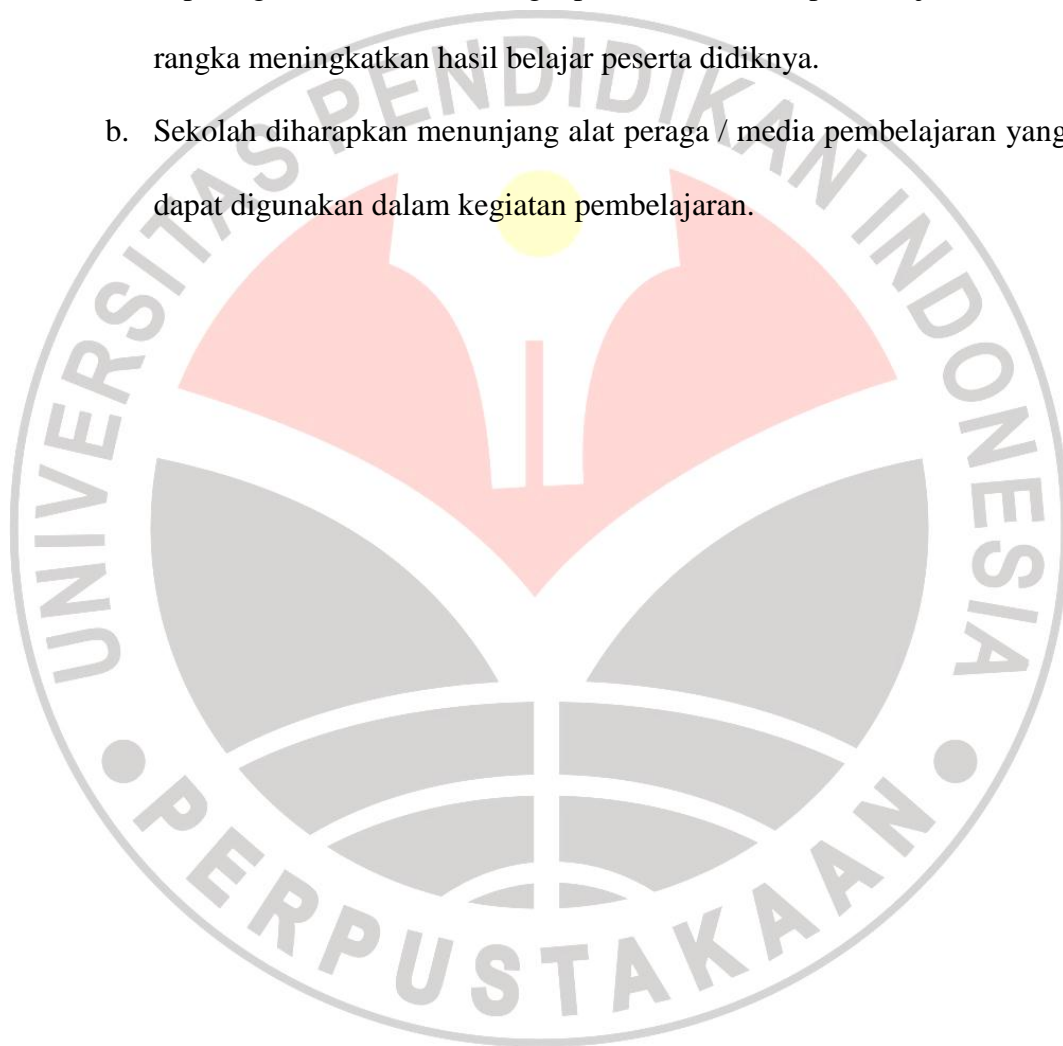 rangka meningkatkan hasil belajar peserta didiknya.
b. Sekolah diharapkan menunjang alat peraga / media pembelajaran yang
dapat digunakan dalam kegiatan pembelajaran.
UNIVERSITAS PENDIDIKAN INDONESIA
PERPUSTAKAAN